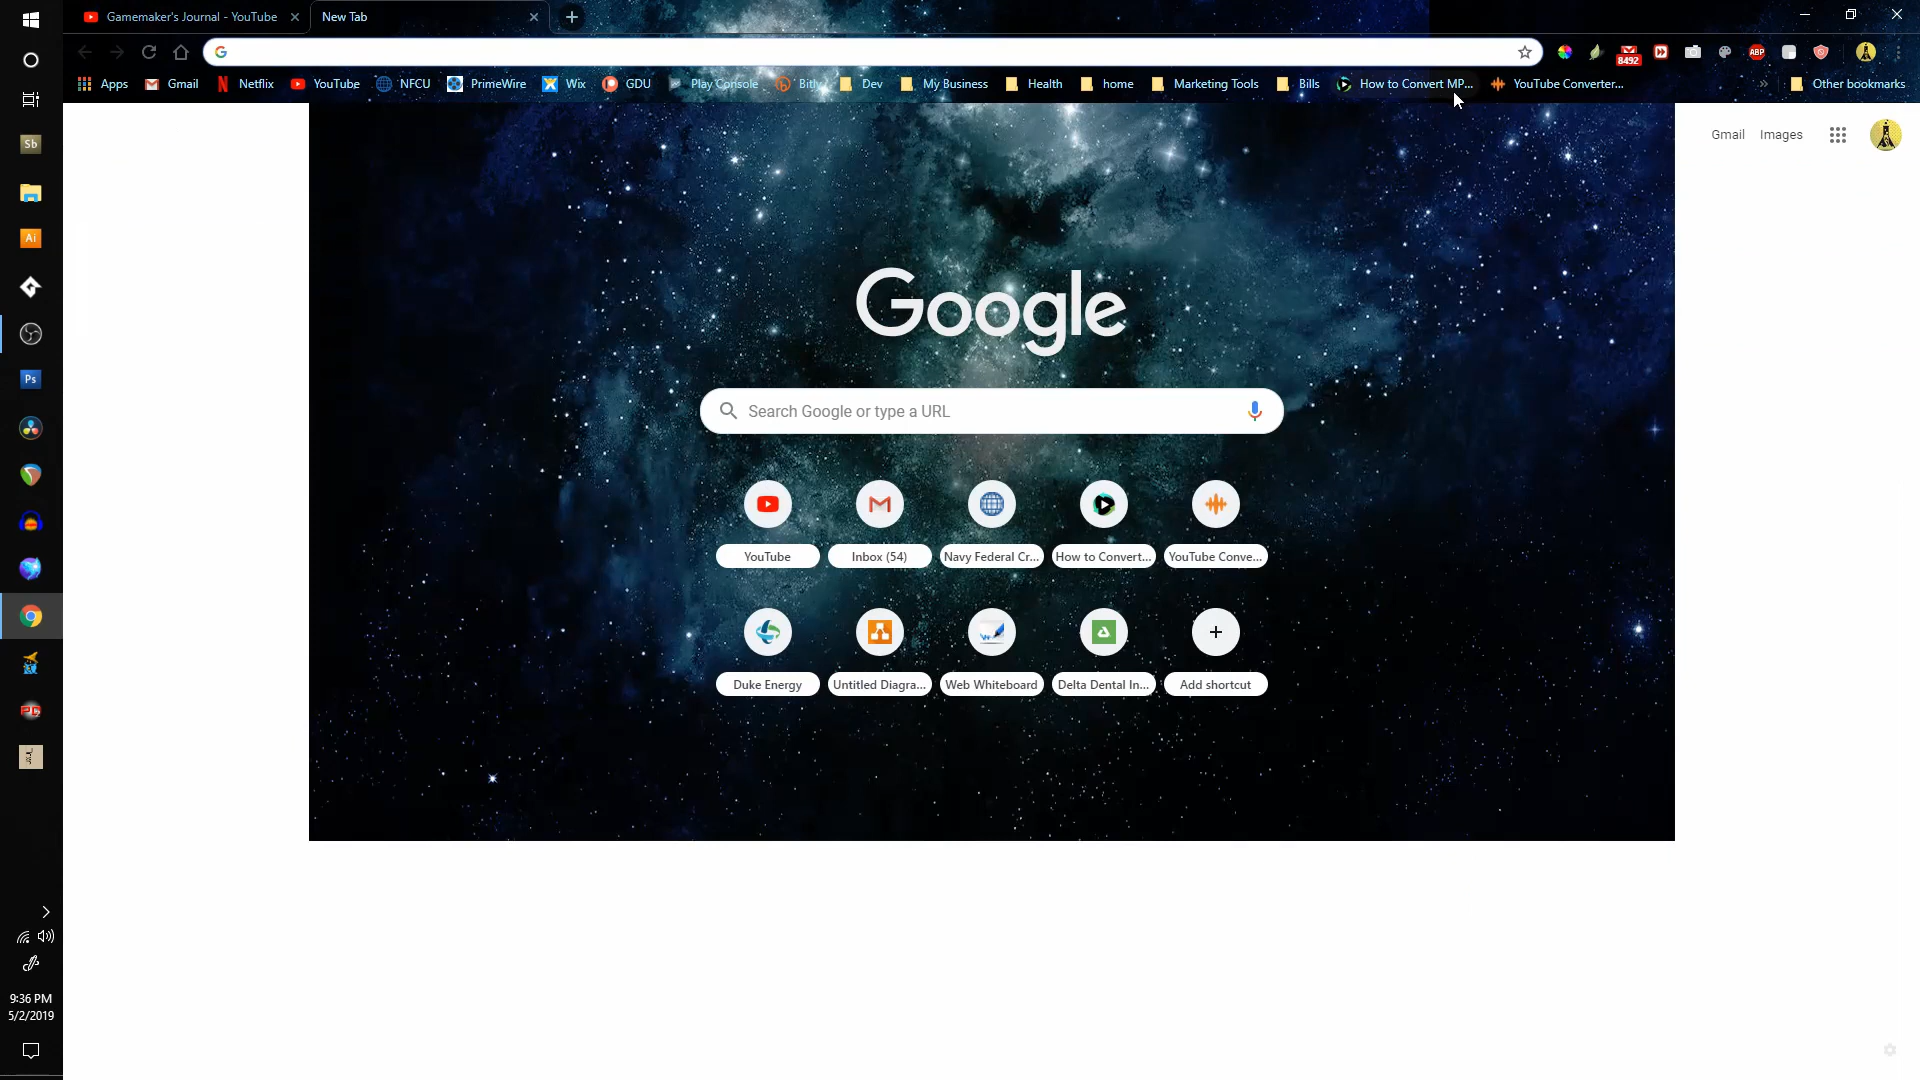 Gamemaker's Journal - YouTube
New Tab
8492
ABP
Apps
Gmail
Netflix
YouTube
NFCU
PrimeWire
Wix
GDU
Play Console
Bitly
Dev
My Business
Health
home
Marketing Tools
Bills
How to Convert MP...
YouTube Converter...
Other bookmarks
Gmail
Images
Sb
Ai
Ps
Google
Search Google or type a URL
YouTube
Inbox (54)
Navy Federal Cr...
How to Convert...
YouTube Conve...
Duke Energy
Untitled Diagra...
Web Whiteboard
Delta Dental In...
Add shortcut
9:36 PM
5/2/2019